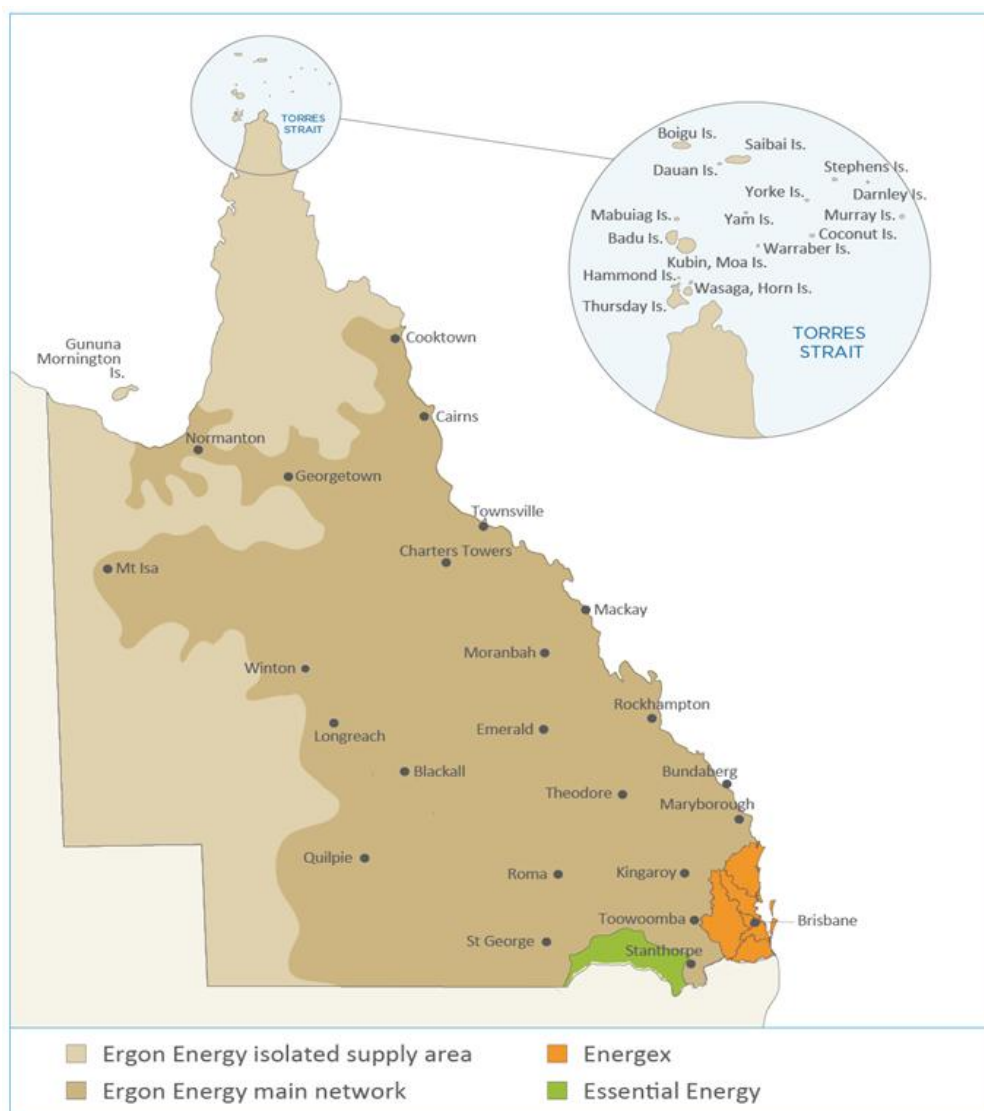 TORRES
STRAIT
Boigu Is.
Saibai Is.
Dauan Is.
Stephens Is.
Yorke Is.
Darnley Is.
Mabuiag Is.
Yam Is.
Murray Is.
Badu Is.
Coconut Is.
Warraber Is.
Kubin, Moa Is.
Hammond Is.
Wasaga, Horn Is.
Thursday Is.
TORRES
STRAIT
Cooktown
Gununa
Mornington
Is.
Cairns
Normanton
Georgetown
Townsville
Charters Towers
Mt Isa
Mackay
Moranbah
Winton
Rockhampton
Longreach
Emerald
Blackall
Bundaberg
Theodore
Maryborough
Quilpie
Roma
Kingaroy
Toowoomba
Brisbane
St George
Stanthorpe
Ergon Energy isolated supply area
Energex
Ergon Energy main network
Essential Energy